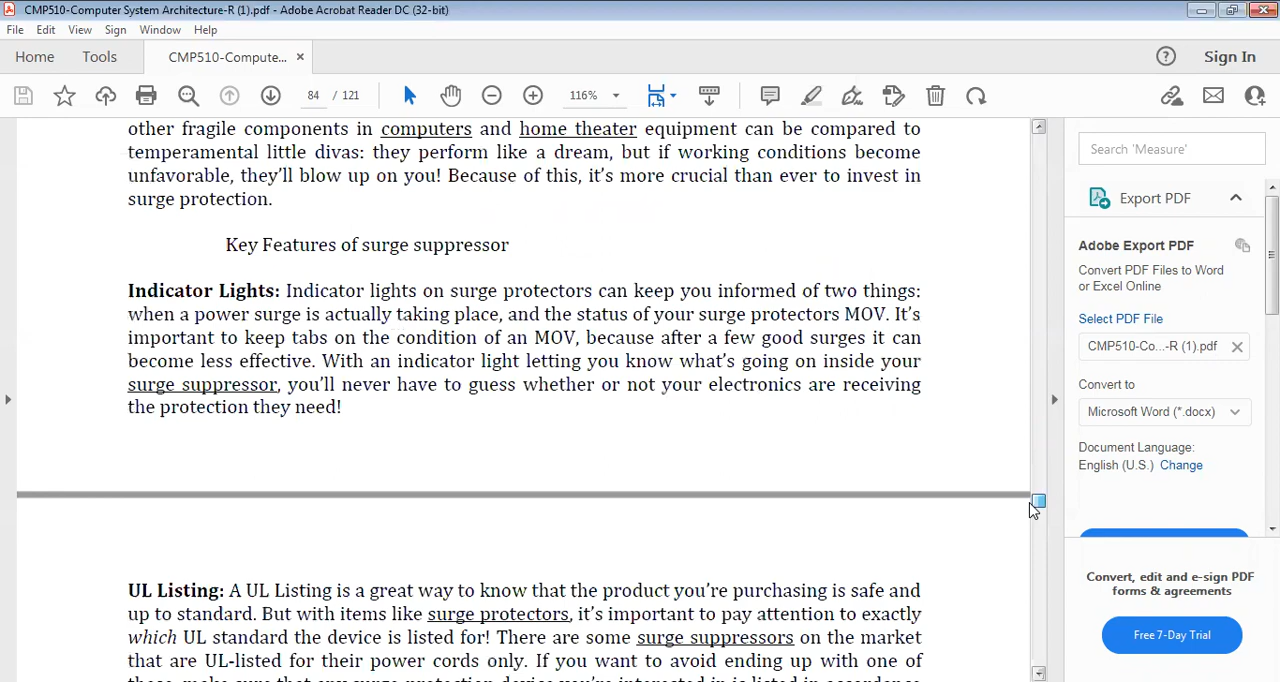 CMP510-Computer System Architecture-R (1).pdf - Adobe Acrobat Reader DC (32-bit)
File Edit View Sign Window Help
Home Tools CMP510-Compute... × Sign In
84 / 121 116%
other fragile components in computers and home theater equipment can be compared to
temperamental little divas: they perform like a dream, but if working conditions become
unfavorable, they’ll blow up on you! Because of this, it’s more crucial than ever to invest in
surge protection.
Key Features of surge suppressor
Indicator Lights: Indicator lights on surge protectors can keep you informed of two things:
when a power surge is actually taking place, and the status of your surge protectors MOV. It’s
important to keep tabs on the condition of an MOV, because after a few good surges it can
become less effective. With an indicator light letting you know what’s going on inside your
surge suppressor, you’ll never have to guess whether or not your electronics are receiving
the protection they need!
UL Listing: A UL Listing is a great way to know that the product you’re purchasing is safe and
up to standard. But with items like surge protectors, it’s important to pay attention to exactly
which UL standard the device is listed for! There are some surge suppressors on the market
that are UL-listed for their power cords only. If you want to avoid ending up with one of
Search 'Measure'
Export PDF
Adobe Export PDF
Convert PDF Files to Word
or Excel Online
Select PDF File
CMP510-Co...-R (1).pdf
Convert to
Microsoft Word (*.docx)
Document Language:
English (U.S.) Change
Convert, edit and e-sign PDF
forms & agreements
Free 7-Day Trial